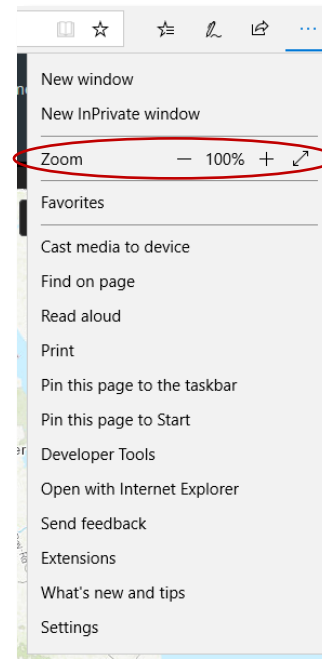 New window
New InPrivate window
Zoom — 100% +
Favorites
Cast media to device
Find on page
Read aloud
Print
Pin this page to the taskbar
Pin this page to Start
Developer Tools
Open with Internet Explorer
Send feedback
Extensions
What's new and tips
Settings